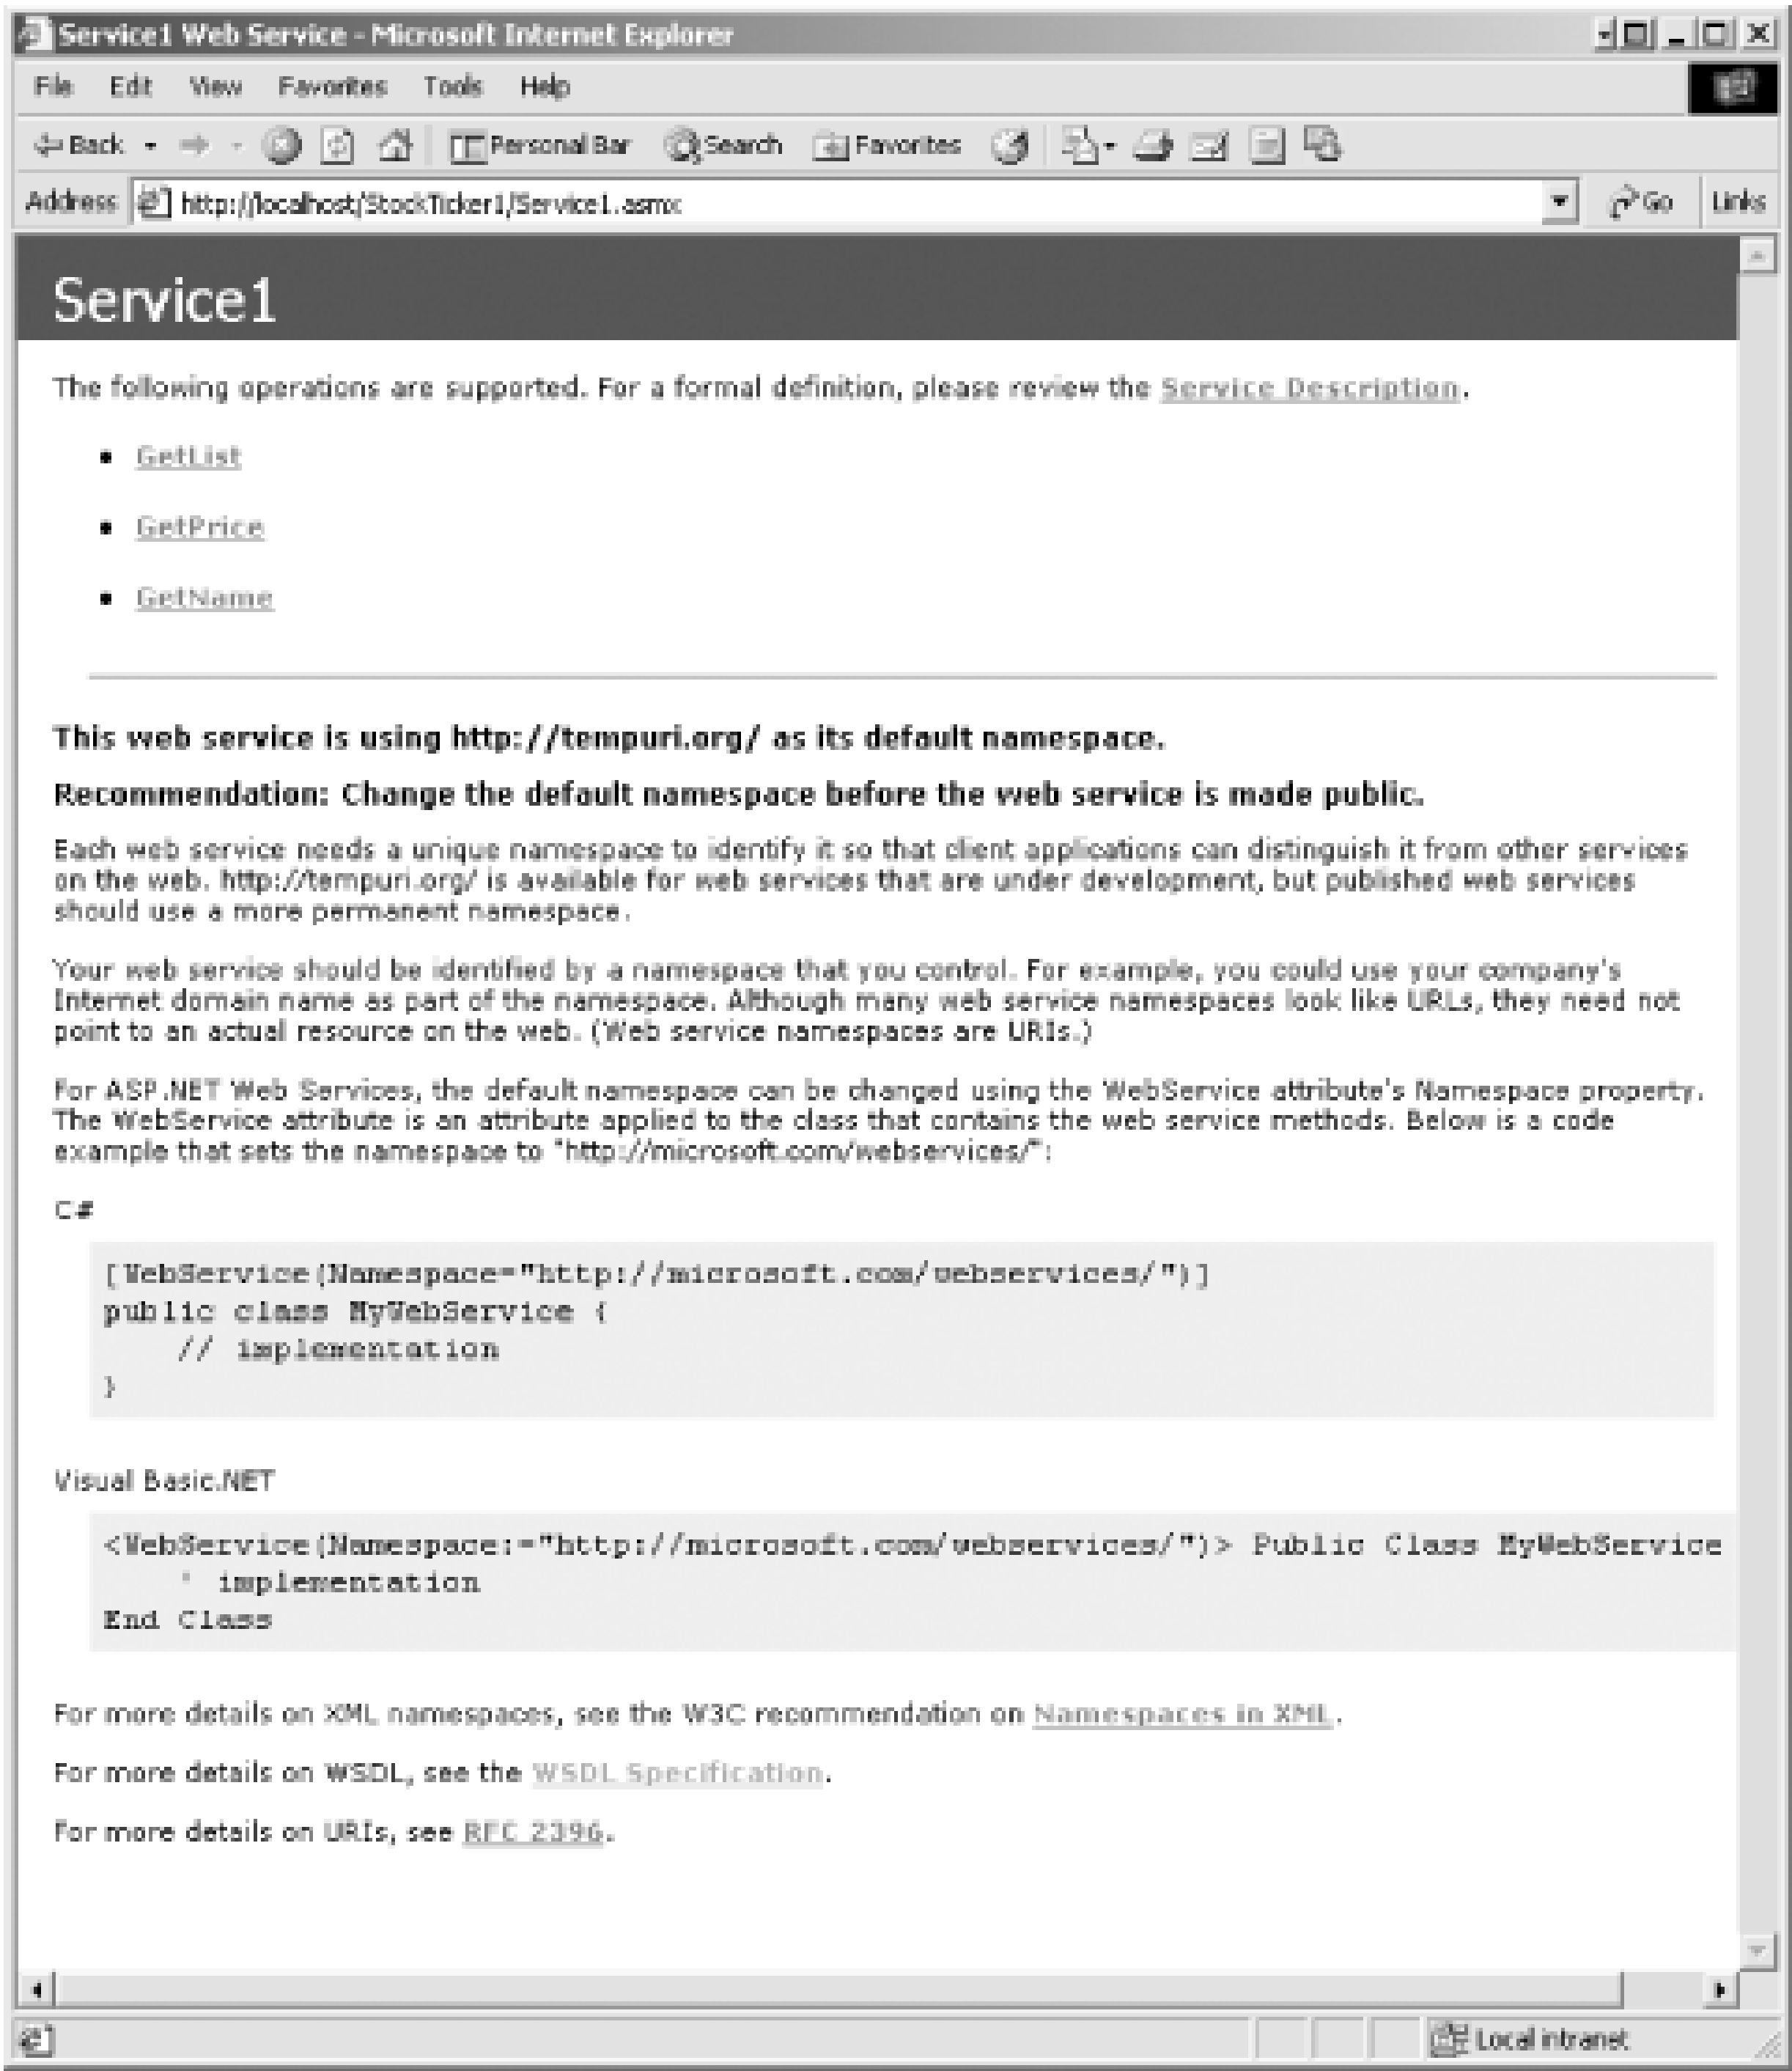 Service1 Web Service - Microsoft Internet Explorer
File Edit View Favorites Tools Help
Back Personal Bar Search Favorites
Address http://localhost/StockTicker1/Service1.asmx Go Links
Service1
The following operations are supported. For a formal definition, please review the Service Description.
• GetList
• GetPrice
• GetName
This web service is using http://tempuri.org/ as its default namespace.
Recommendation: Change the default namespace before the web service is made public.
Each web service needs a unique namespace to identify it so that client applications can distinguish it from other services
on the web. http://tempuri.org/ is available for web services that are under development, but published web services
should use a more permanent namespace.
Your web service should be identified by a namespace that you control. For example, you could use your company's
Internet domain name as part of the namespace. Although many web service namespaces look like URLs, they need not
point to an actual resource on the web. (Web service namespaces are URIs.)
For ASP.NET Web Services, the default namespace can be changed using the WebService attribute's Namespace property.
The WebService attribute is an attribute applied to the class that contains the web service methods. Below is a code
example that sets the namespace to "http://microsoft.com/webservices/":
C#
[WebService(Namespace="http://microsoft.com/webservices/")]
public class MyWebService {
    // implementation
}
Visual Basic.NET
<WebService(Namespace:="http://microsoft.com/webservices/")> Public Class MyWebService
    ' implementation
End Class
For more details on XML namespaces, see the W3C recommendation on Namespaces in XML.
For more details on WSDL, see the WSDL Specification.
For more details on URIs, see RFC 2396.
Local intranet